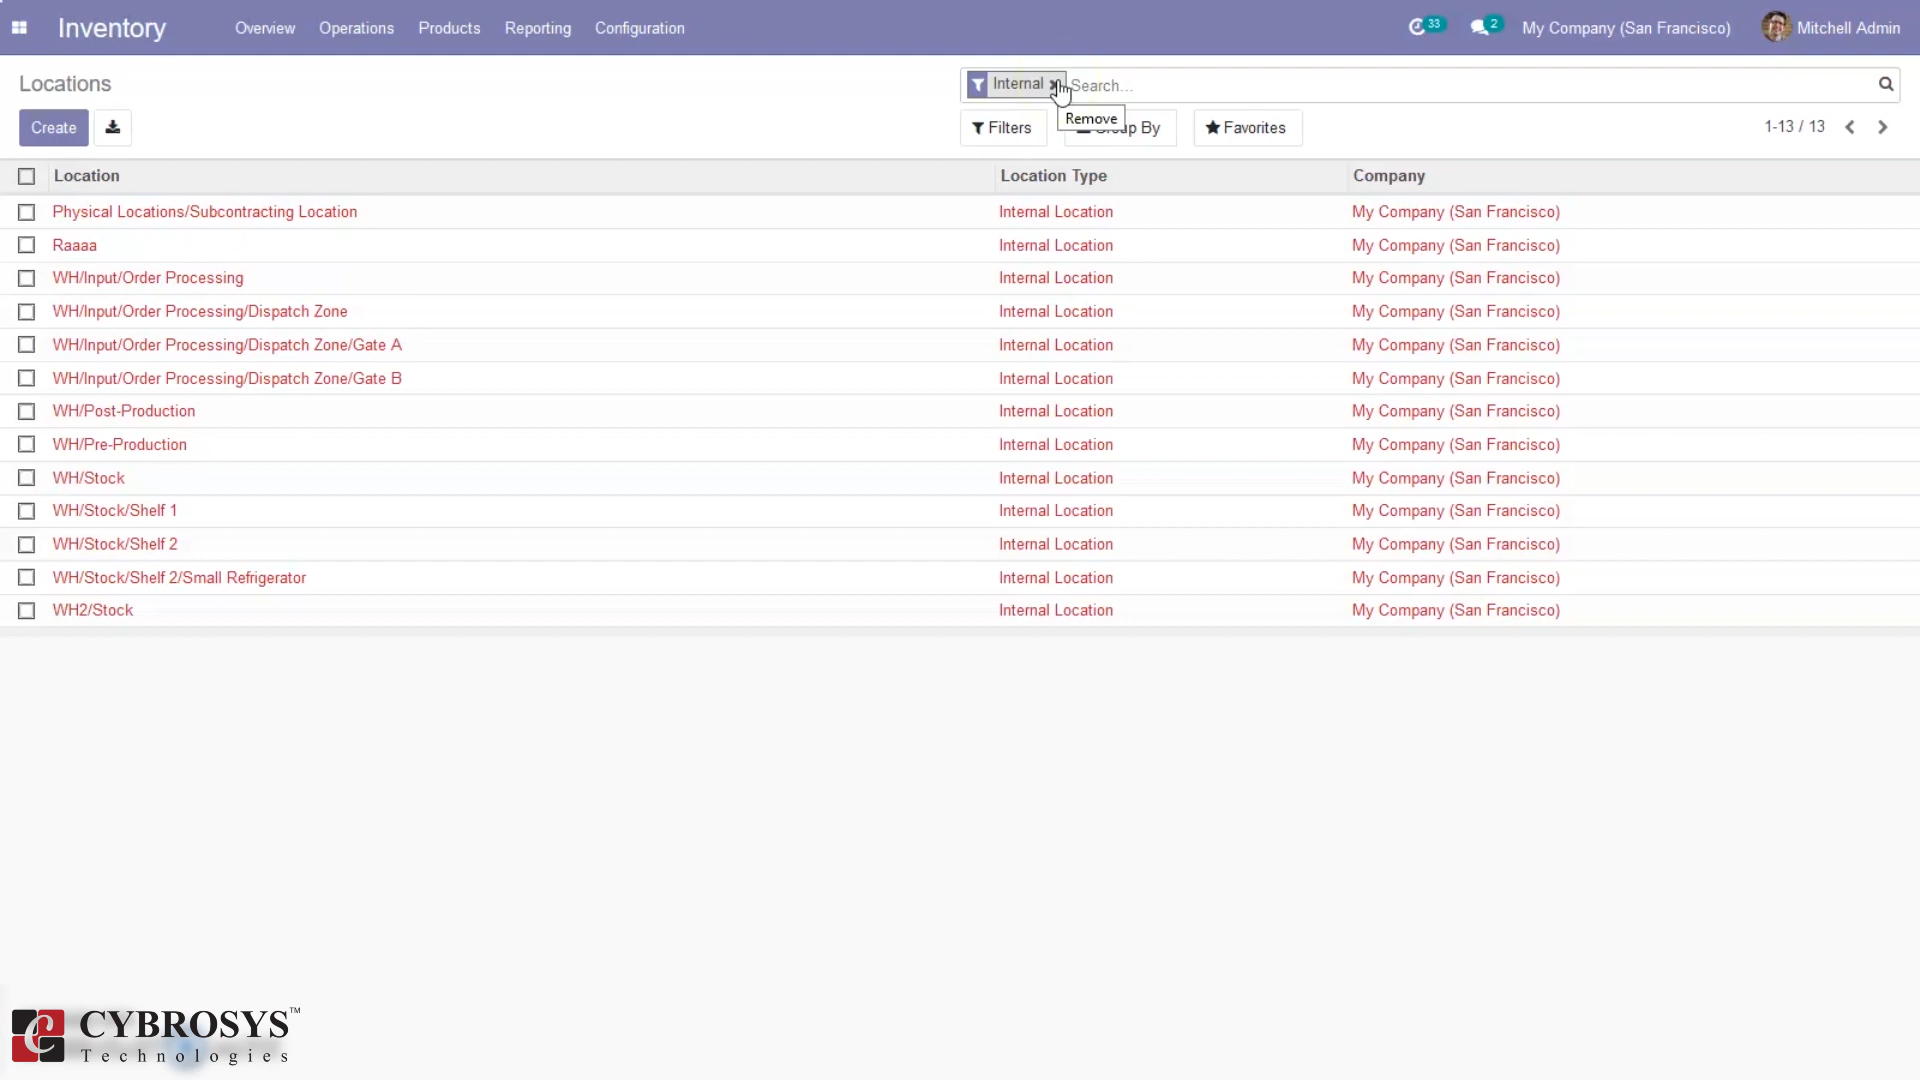 Inventory Overview Operations Products Reporting Configuration 33 2 My Company (San Francisco) Mitchell Admin
Locations
Internal Search...
Remove
Create Filters Group By Favorites 1-13 / 13
Location Location Type Company
Physical Locations/Subcontracting Location Internal Location My Company (San Francisco)
Raaaa Internal Location My Company (San Francisco)
WH/Input/Order Processing Internal Location My Company (San Francisco)
WH/Input/Order Processing/Dispatch Zone Internal Location My Company (San Francisco)
WH/Input/Order Processing/Dispatch Zone/Gate A Internal Location My Company (San Francisco)
WH/Input/Order Processing/Dispatch Zone/Gate B Internal Location My Company (San Francisco)
WH/Post-Production Internal Location My Company (San Francisco)
WH/Pre-Production Internal Location My Company (San Francisco)
WH/Stock Internal Location My Company (San Francisco)
WH/Stock/Shelf 1 Internal Location My Company (San Francisco)
WH/Stock/Shelf 2 Internal Location My Company (San Francisco)
WH/Stock/Shelf 2/Small Refrigerator Internal Location My Company (San Francisco)
WH2/Stock Internal Location My Company (San Francisco)
CYBROSYS™
Technologies